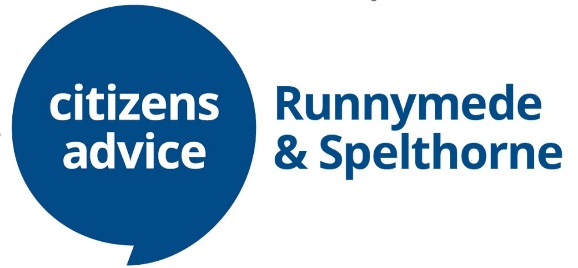 citizens
advice
Runnymede
& Spelthorne